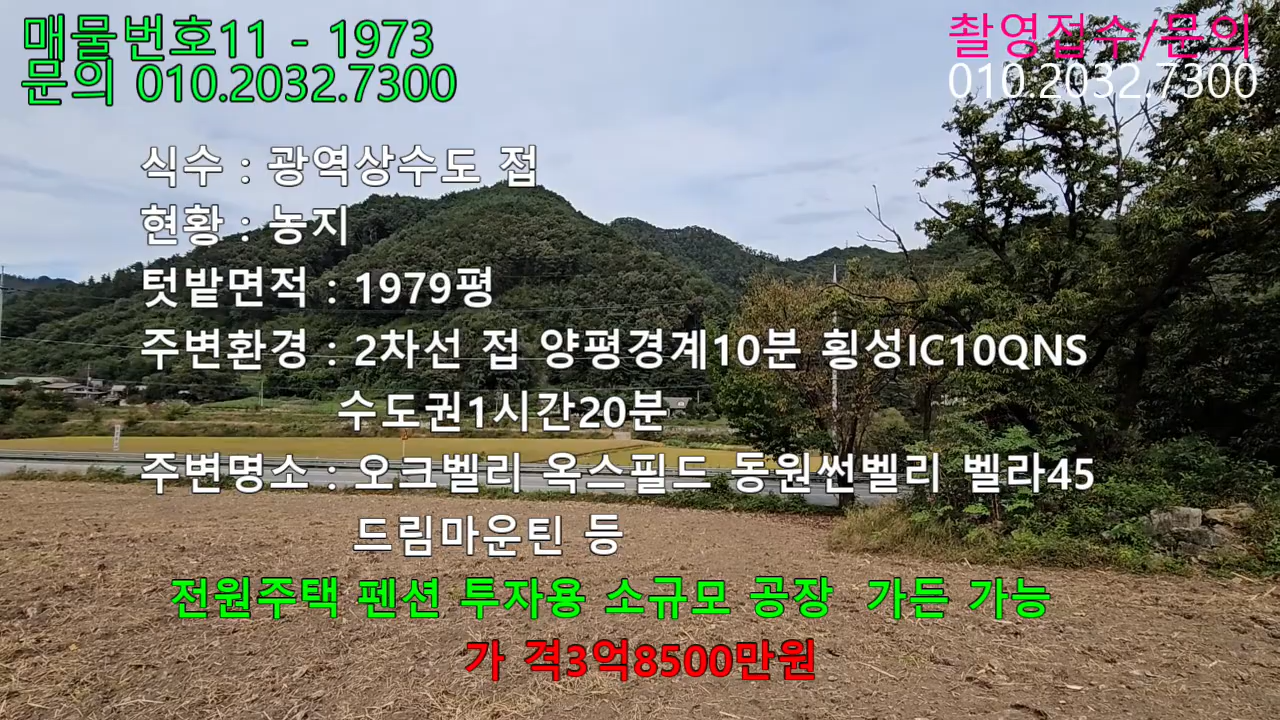 매물번호11 - 1973
문의 010.2032.7300
촬영접수/문의
010.2032.7300
식수 : 광역상수도 접
현황 : 농지
텃밭면적 : 1979평
주변환경 : 2차선 접 양평경계10분 횡성IC10QNS
수도권1시간20분
주변명소 : 오크벨리 옥스필드 동원썬벨리 벨라45
드림마운틴 등
전원주택 펜션 투자용 소규모 공장 가든 가능
가 격3억8500만원